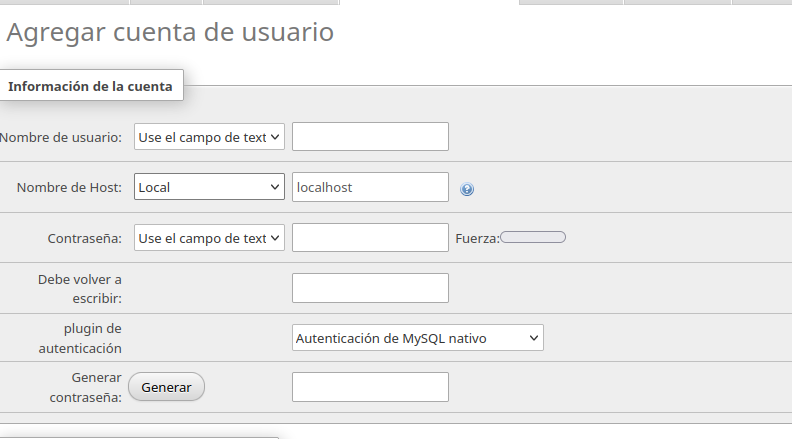 Agregar cuenta de usuario
Información de la cuenta
Nombre de usuario: Use el campo de text
Nombre de Host: Local localhost
Contraseña: Use el campo de text Fuerza:
Debe volver a
escribir:
plugin de
autenticación
Autenticación de MySQL nativo
Generar
contraseña:
Generar